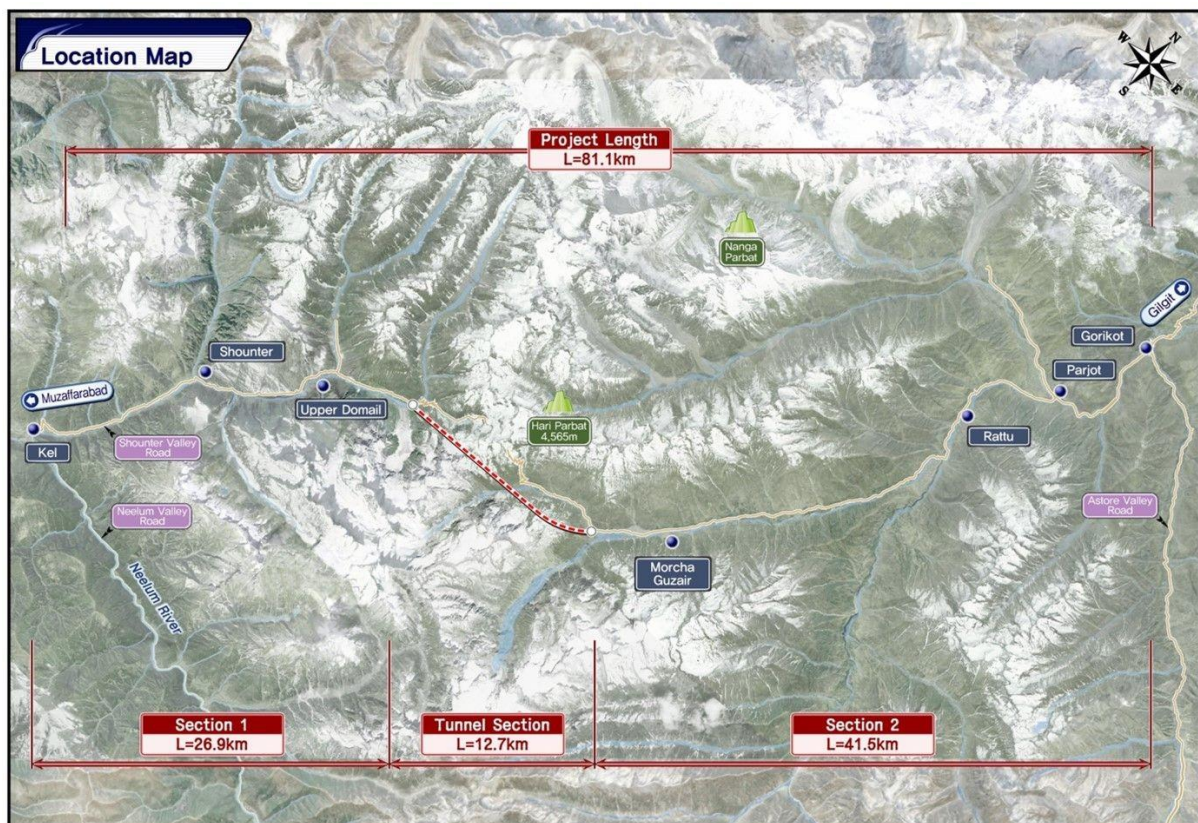 Location Map
W
N
S
E
Project Length
L=81.1km
Nanga
Parbat
Gilgit
Gorikot
Shounter
Parjot
Muzaffarabad
Upper Domail
Hari Parbat
4,565m
Rattu
Kel
Shounter Valley
Road
Neelum Valley
Road
Astore Valley
Road
Morcha
Guzair
Neelum River
Section 1
L=26.9km
Tunnel Section
L=12.7km
Section 2
L=41.5km